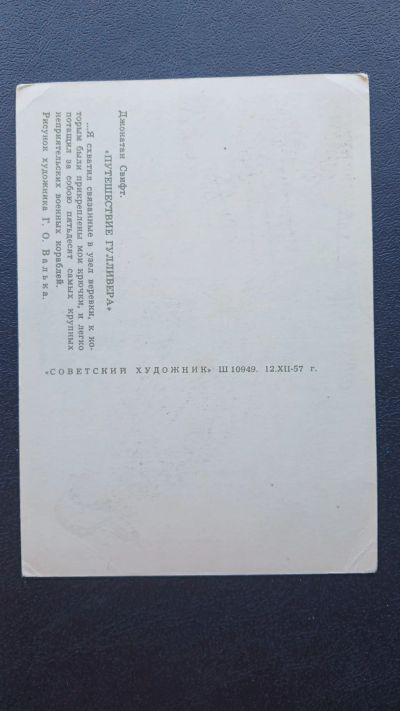 Джонатан Свифт.
«ПУТЕШЕСТВИЕ ГУЛЛИВЕРА»
...Я схватил связанные в узел веревки, к ко-
торым были прикреплены мои крючки, и легко
потащил за собою пятьдесят самых крупных
неприятельских военных кораблей.
Рисунок художника Г. О. Валька.
«СОВЕТСКИЙ ХУДОЖНИК» Ш 10949. 12.XII-57 г.